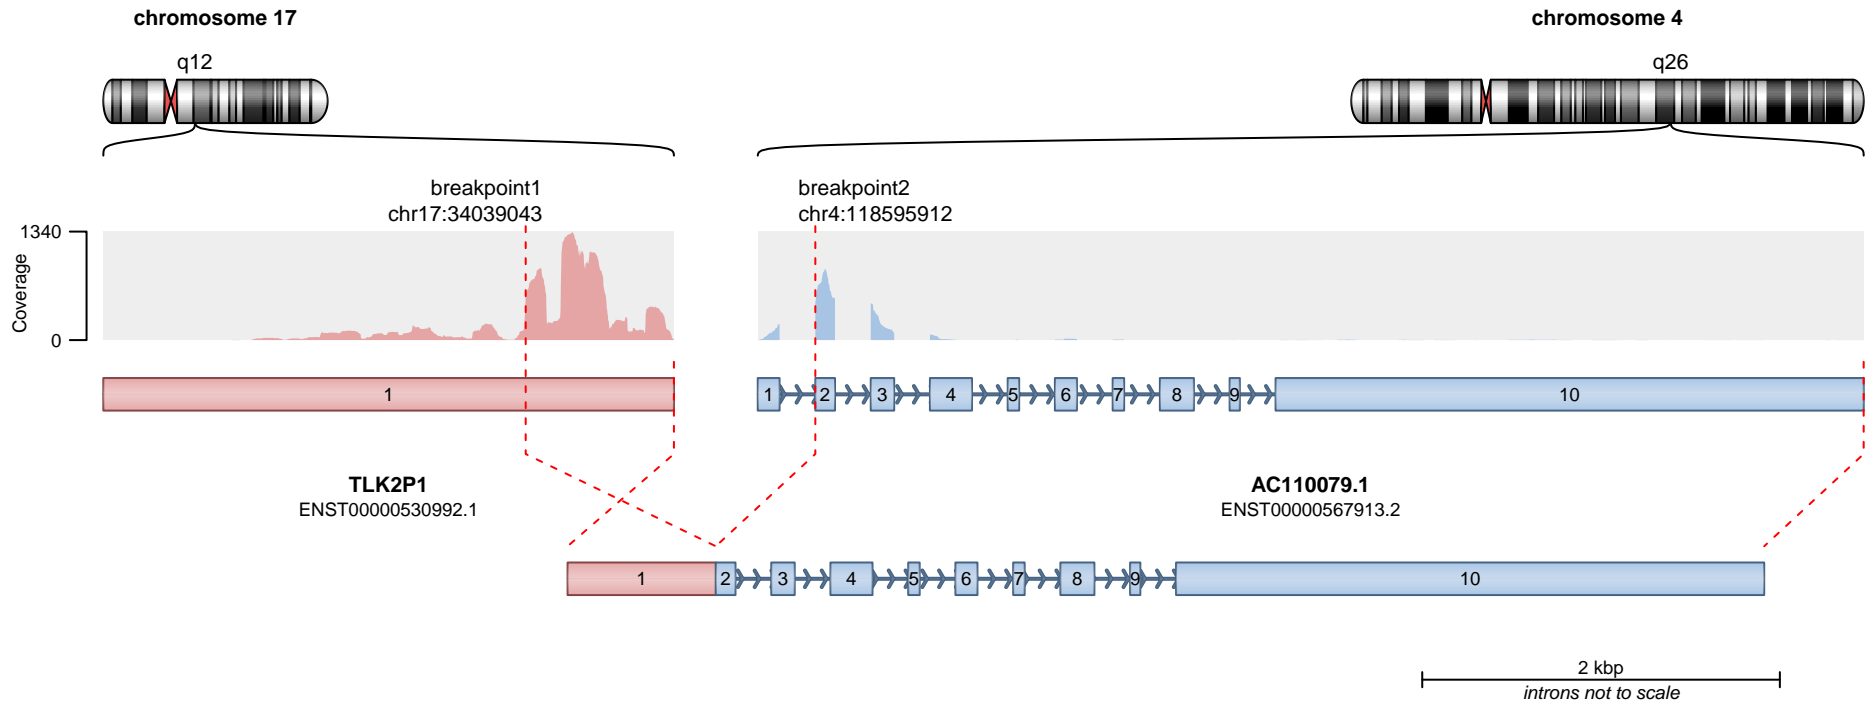 chromosome 17
chromosome 4
q12
q26
breakpoint1
chr17:34039043
breakpoint2
chr4:118595912
1340
Coverage
0
1
1 2 3 4 5 6 7 8 9 10
TLK2P1
ENST00000530992.1
AC110079.1
ENST00000567913.2
1 2 3 4 5 6 7 8 9 10
2 kbp
introns not to scale